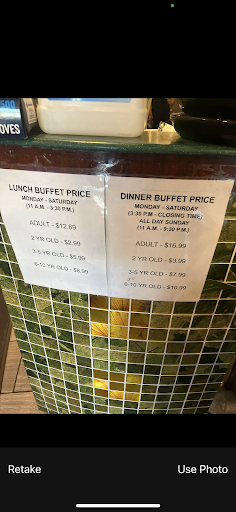 500
OVES
LUNCH BUFFET PRICE
MONDAY - SATURDAY
(11 A.M. - 3:30 P.M.)
ADULT - $12.69
2 YR OLD - $2.99
3-5 YR OLD - $5.99
6-10 YR OLD - $8.99
DINNER BUFFET PRICE
MONDAY - SATURDAY
(3:30 P.M - CLOSING TIME)
ALL DAY SUNDAY
(11 A.M. - 9:30 P.M.)
ADULT - $16.99
2 YR OLD - $3.99
3-5 YR OLD - $7.99
6-10 YR OLD - $10.99
Retake
Use Photo